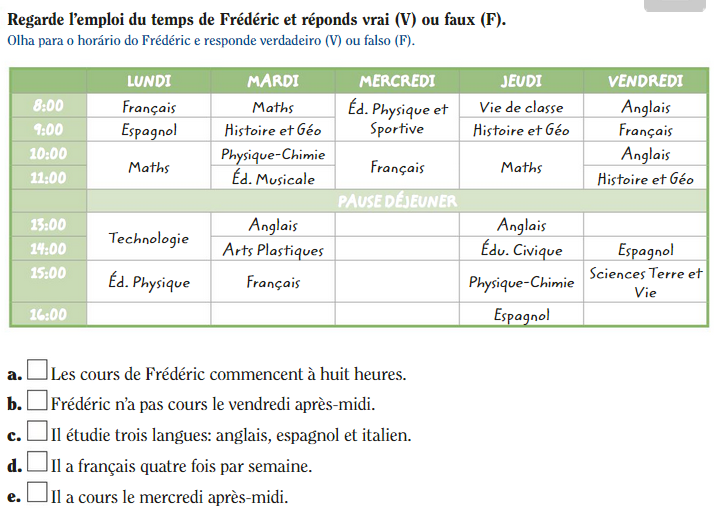 Regarde l'emploi du temps de Frédéric et réponds vrai (V) ou faux (F).
Olha para o horário do Frédéric e responde verdadeiro (V) ou falso (F).
LUNDI MARDI MERCREDI JEUDI VENDREDI
8:00 Français Maths Éd. Physique et Sportive Vie de classe Anglais
9:00 Espagnol Histoire et Géo Histoire et Géo Français
10:00 Maths Physique-Chimie Français Maths Anglais
11:00 Éd. Musicale Histoire et Géo
PAUSE DÉJEUNER
13:00 Technologie Anglais Anglais
14:00 Arts Plastiques Édu. Civique Espagnol
15:00 Éd. Physique Français Physique-Chimie Sciences Terre et Vie
16:00 Espagnol
a. Les cours de Frédéric commencent à huit heures.
b. Frédéric n'a pas cours le vendredi après-midi.
c. Il étudie trois langues: anglais, espagnol et italien.
d. Il a français quatre fois par semaine.
e. Il a cours le mercredi après-midi.